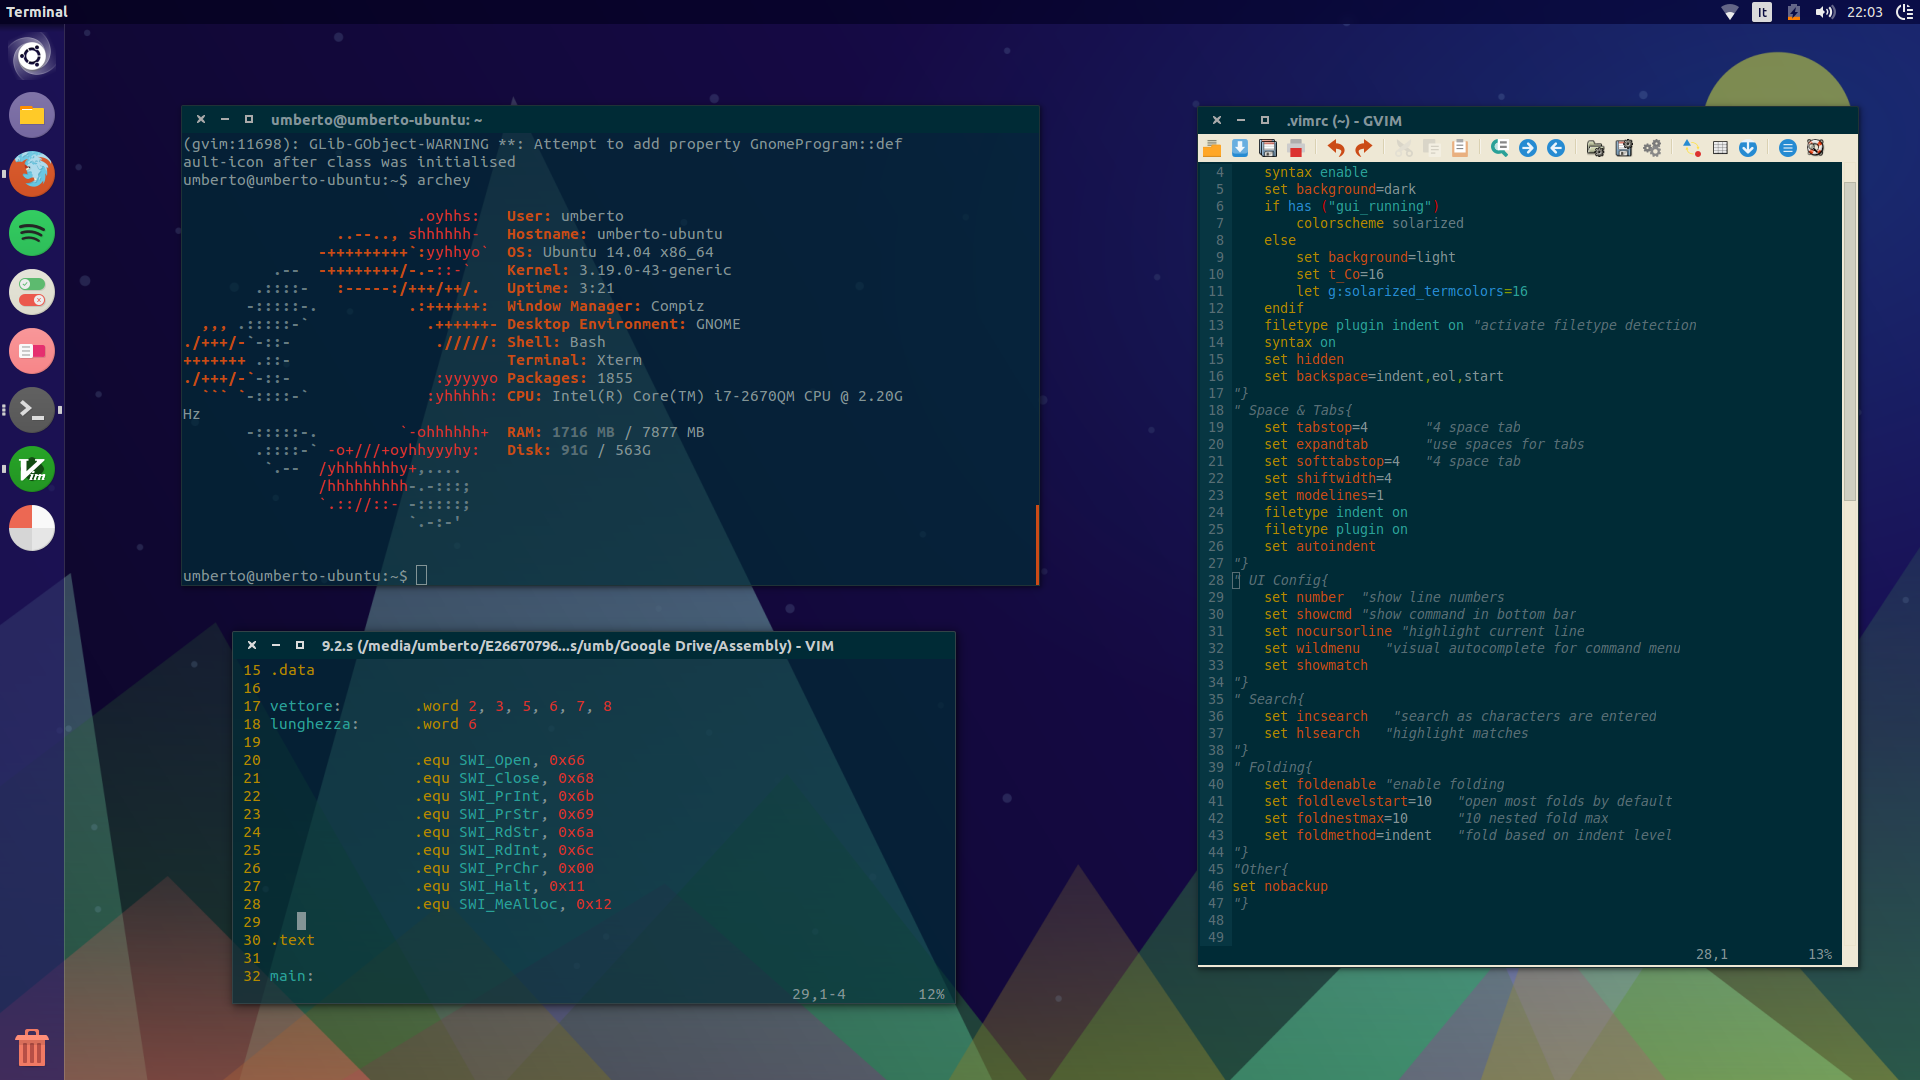 Terminal
It
22:03
umberto@umberto-ubuntu: ~
(gvim:11698): GLib-GObject-WARNING **: Attempt to add property GnomeProgram::def
ault-icon after class was initialised
umberto@umberto-ubuntu:~$ archey
.oyhhs:   User: umberto
..--.., shhhhhh-   Hostname: umberto-ubuntu
-+++++++++`:yyhhyo`  OS: Ubuntu 14.04 x86_64
.--  -++++++++/-.-::-`    Kernel: 3.19.0-43-generic
.::::-   :-----:/+++/++/.   Uptime: 3:21
-:::::-.          .:++++++:  Window Manager: Compiz
,,, .:::::-`             .++++++- Desktop Environment: GNOME
./+++/-`-::-                ./////: Shell: Bash
+++++++ .::-                        Terminal: Xterm
./+++/-`-::-                :yyyyyo Packages: 1855
``` `-::::-`             :yhhhhh: CPU: Intel(R) Core(TM) i7-2670QM CPU @ 2.20G
Hz
-:::::-.         `-ohhhhhh+  RAM: 1716 MB / 7877 MB
.::::-` -o+///+oyhhyyyhy:   Disk: 91G / 563G
`.--  /yhhhhhhhy+,....
/hhhhhhhhh-.-:::;
`.:://::- -:::::;
`.-:-'
umberto@umberto-ubuntu:~$
9.2.s (/media/umberto/E26670796...s/umb/Google Drive/Assembly) - VIM
15 .data
16
17 vettore:        .word 2, 3, 5, 6, 7, 8
18 lunghezza:      .word 6
19
20                 .equ SWI_Open, 0x66
21                 .equ SWI_Close, 0x68
22                 .equ SWI_PrInt, 0x6b
23                 .equ SWI_PrStr, 0x69
24                 .equ SWI_RdStr, 0x6a
25                 .equ SWI_RdInt, 0x6c
26                 .equ SWI_PrChr, 0x00
27                 .equ SWI_Halt, 0x11
28                 .equ SWI_MeAlloc, 0x12
29
30 .text
31
32 main:
29,1-4        12%
.vimrc (~) - GVIM
4     syntax enable
5     set background=dark
6     if has ("gui_running")
7         colorscheme solarized
8     else
9         set background=light
10         set t_Co=16
11         let g:solarized_termcolors=16
12     endif
13     filetype plugin indent on "activate filetype detection
14     syntax on
15     set hidden
16     set backspace=indent,eol,start
17 "}
18 " Space & Tabs{
19     set tabstop=4       "4 space tab
20     set expandtab       "use spaces for tabs
21     set softtabstop=4   "4 space tab
22     set shiftwidth=4
23     set modelines=1
24     filetype indent on
25     filetype plugin on
26     set autoindent
27 "}
28 " UI Config{
29     set number  "show line numbers
30     set showcmd "show command in bottom bar
31     set nocursorline "highlight current line
32     set wildmenu   "visual autocomplete for command menu
33     set showmatch
34 "}
35 " Search{
36     set incsearch   "search as characters are entered
37     set hlsearch   "highlight matches
38 "}
39 " Folding{
40     set foldenable "enable folding
41     set foldlevelstart=10   "open most folds by default
42     set foldnestmax=10      "10 nested fold max
43     set foldmethod=indent   "fold based on indent level
44 "}
45 "Other{
46 set nobackup
47 "}
48
49
28,1          13%
Vim